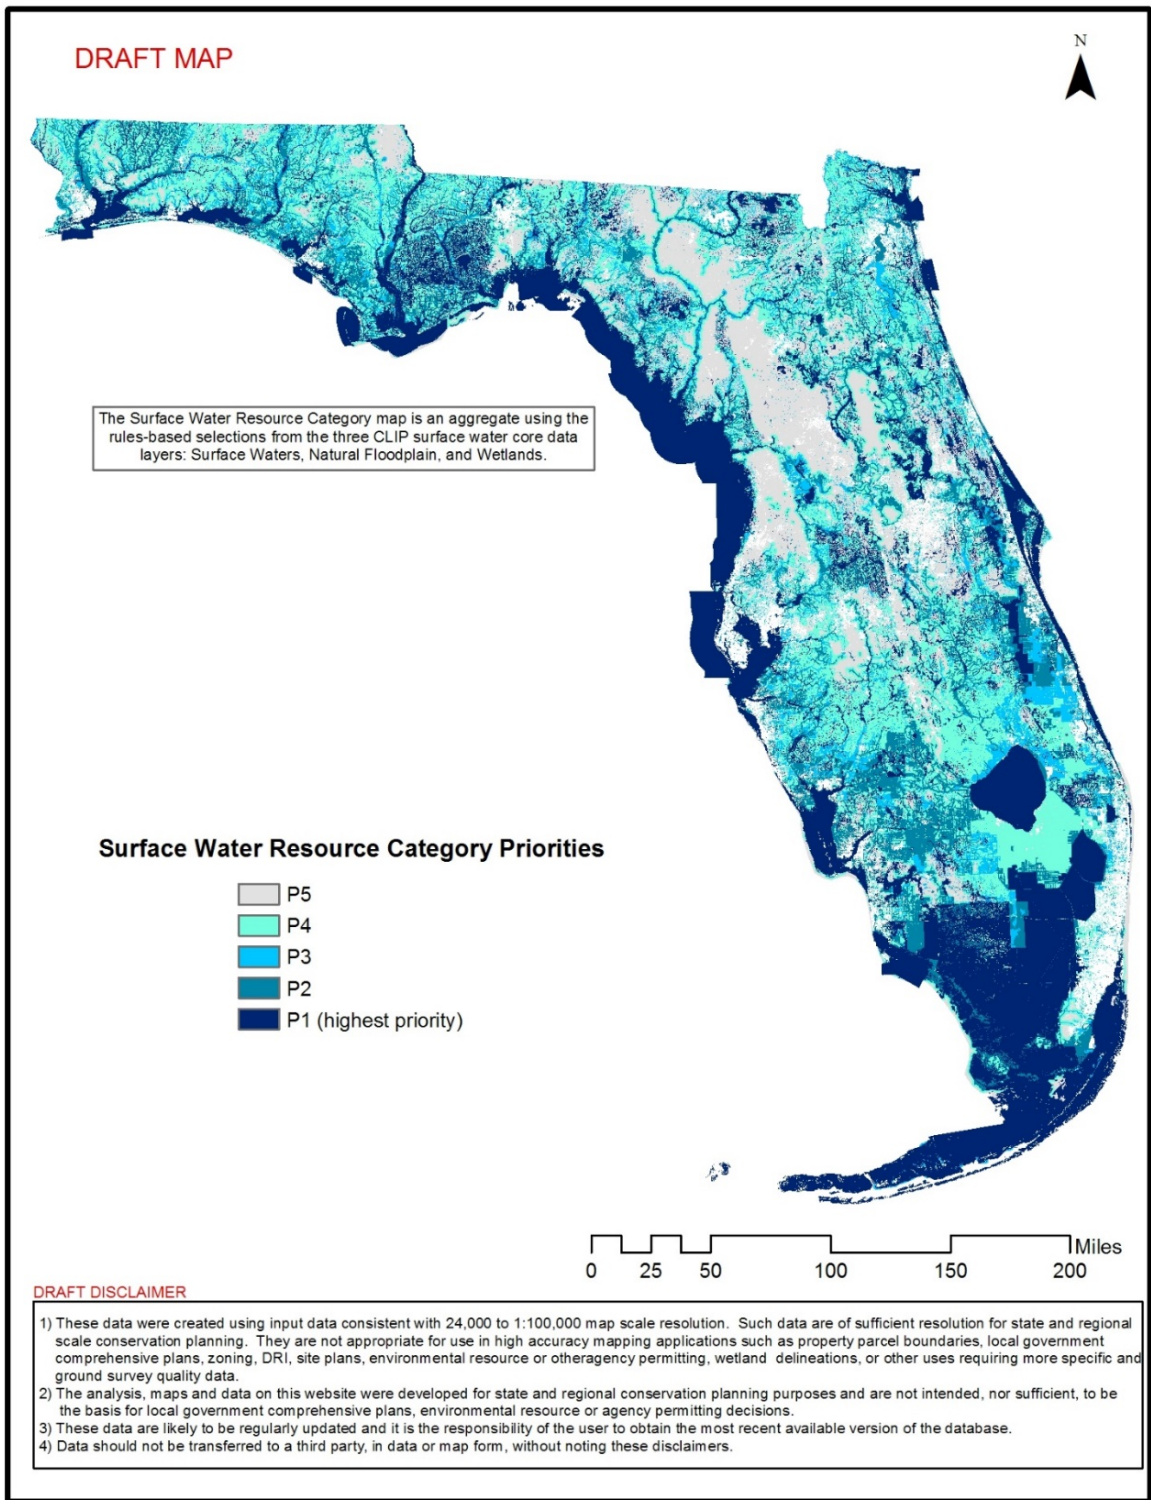 DRAFT MAP
N
The Surface Water Resource Category map is an aggregate using the
rules-based selections from the three CLIP surface water core data
layers: Surface Waters, Natural Floodplain, and Wetlands.
Surface Water Resource Category Priorities
P5
P4
P3
P2
P1 (highest priority)
Miles
0 25 50 100 150 200
DRAFT DISCLAIMER
1) These data were created using input data consistent with 24,000 to 1:100,000 map scale resolution. Such data are of sufficient resolution for state and regional
scale conservation planning. They are not appropriate for use in high accuracy mapping applications such as property parcel boundaries, local government
comprehensive plans, zoning, DRI, site plans, environmental resource or otheragency permitting, wetland delineations, or other uses requiring more specific and
ground survey quality data.
2) The analysis, maps and data on this website were developed for state and regional conservation planning purposes and are not intended, nor sufficient, to be
the basis for local government comprehensive plans, environmental resource or agency permitting decisions.
3) These data are likely to be regularly updated and it is the responsibility of the user to obtain the most recent available version of the database.
4) Data should not be transferred to a third party, in data or map form, without noting these disclaimers.